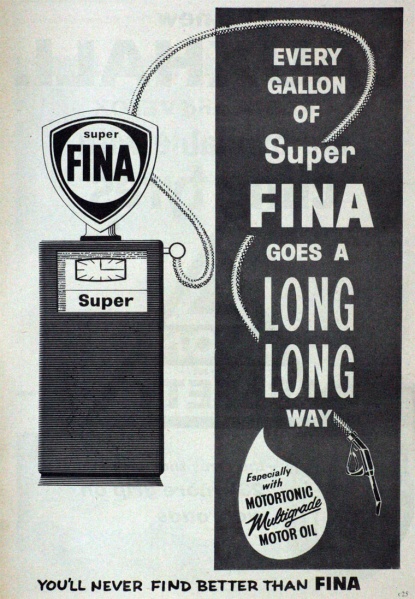 super
FINA
Super
EVERY
GALLON
OF
Super
FINA
GOES A
LONG
LONG
WAY
Especially
with
MOTORTONIC
Multigrade
MOTOR OIL
YOU'LL NEVER FIND BETTER THAN FINA